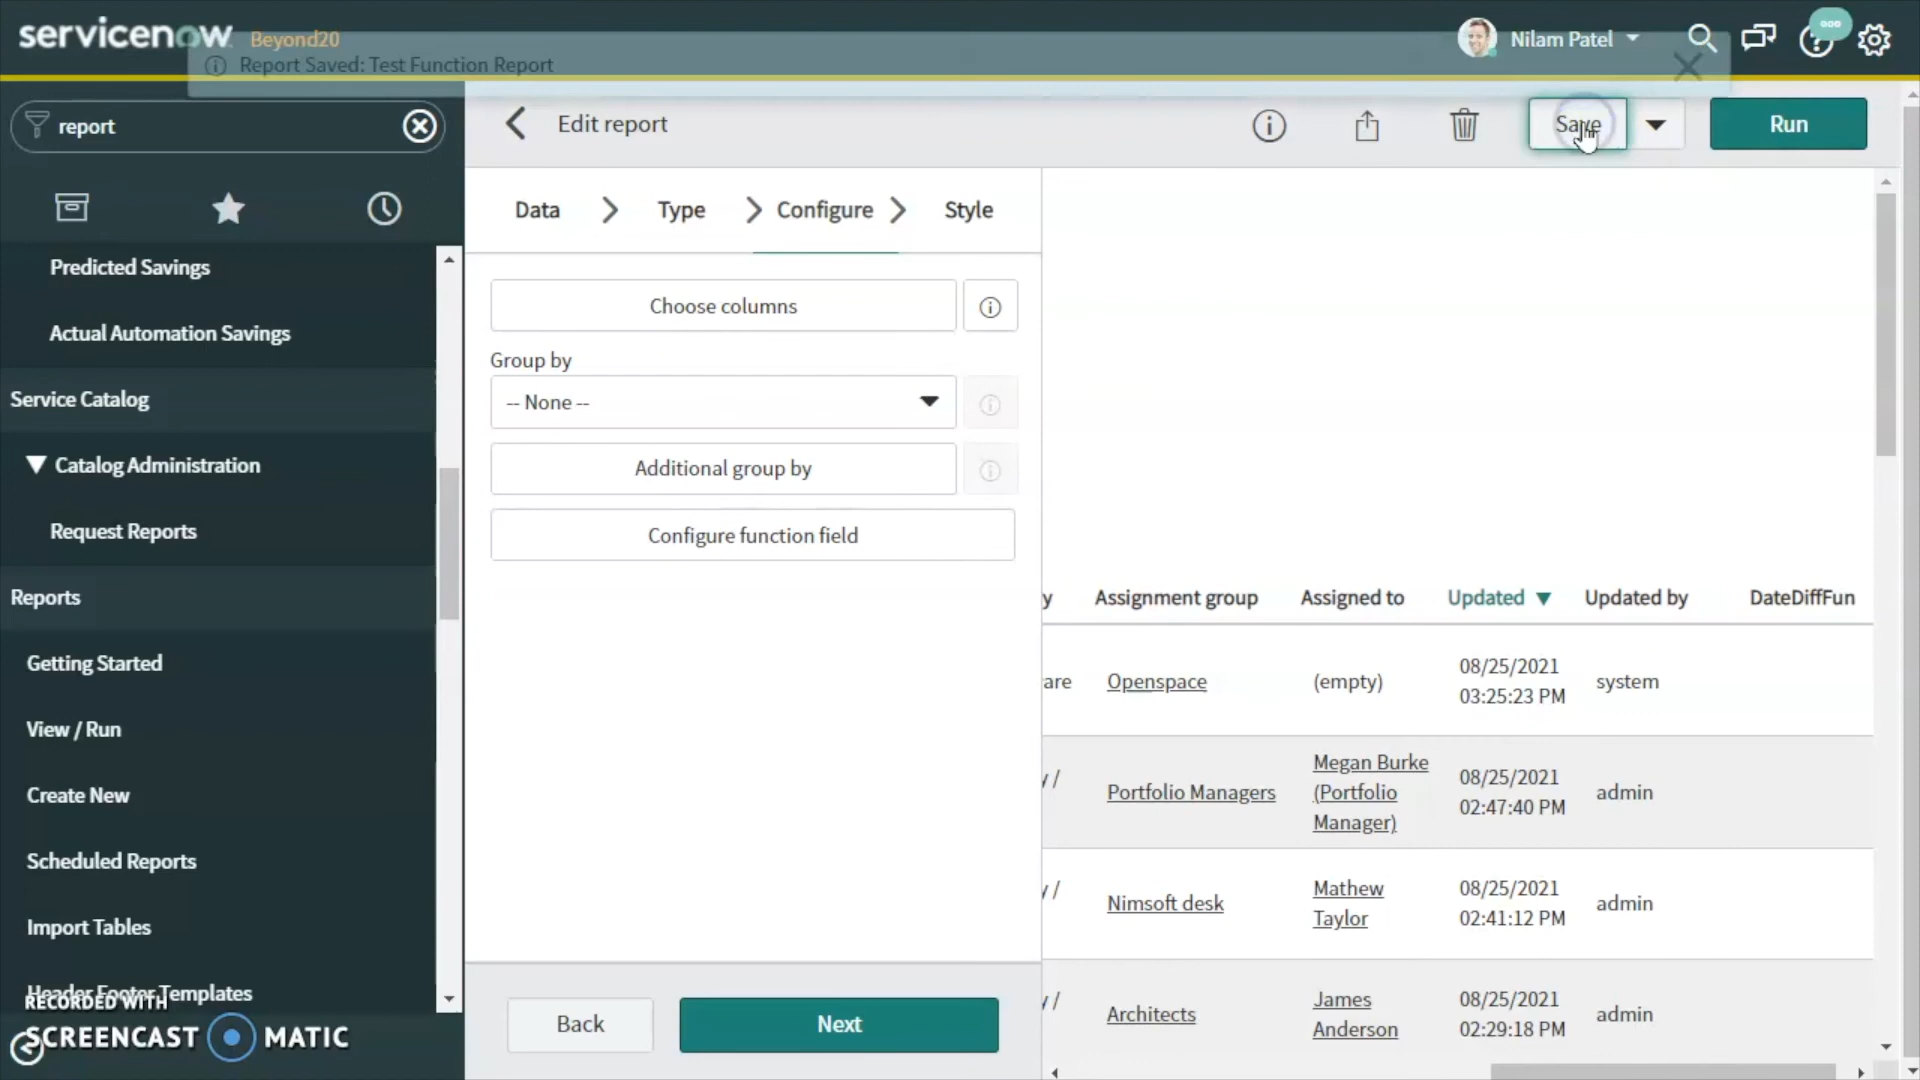 servicenow
Beyond20
Nilam Patel
Report Saved: Test Function Report
report
Edit report
Save
Run
Predicted Savings
Actual Automation Savings
Service Catalog
Catalog Administration
Request Reports
Reports
Getting Started
View / Run
Create New
Scheduled Reports
Import Tables
Header Footer Templates
RECORDED WITH
SCREENCAST MATIC
Data
Type
Configure
Style
Choose columns
Group by
-- None --
Additional group by
Configure function field
Back
Next
y Assignment group Assigned to Updated Updated by DateDiffFun
are Openspace (empty) 08/25/2021
03:25:23 PM system
y / Portfolio Managers Megan Burke
(Portfolio
Manager) 08/25/2021
02:47:40 PM admin
y / Nimsoft desk Mathew
Taylor 08/25/2021
02:41:12 PM admin
y / Architects James
Anderson 08/25/2021
02:29:18 PM admin